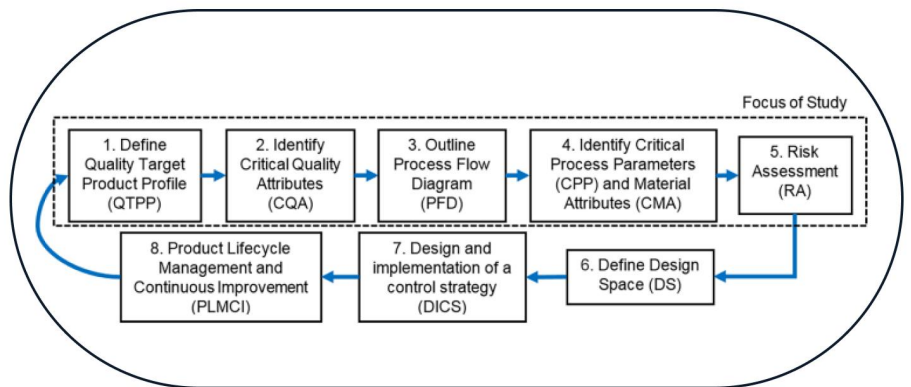 Focus of Study
1. Define
Quality Target
Product Profile
(QTPP)
2. Identify
Critical Quality
Attributes
(CQA)
3. Outline
Process Flow
Diagram
(PFD)
4. Identify Critical
Process Parameters
(CPP) and Material
Attributes (CMA)
5. Risk
Assessment
(RA)
6. Define Design
Space (DS)
7. Design and
implementation of a
control strategy
(DICS)
8. Product Lifecycle
Management and
Continuous Improvement
(PLMCI)